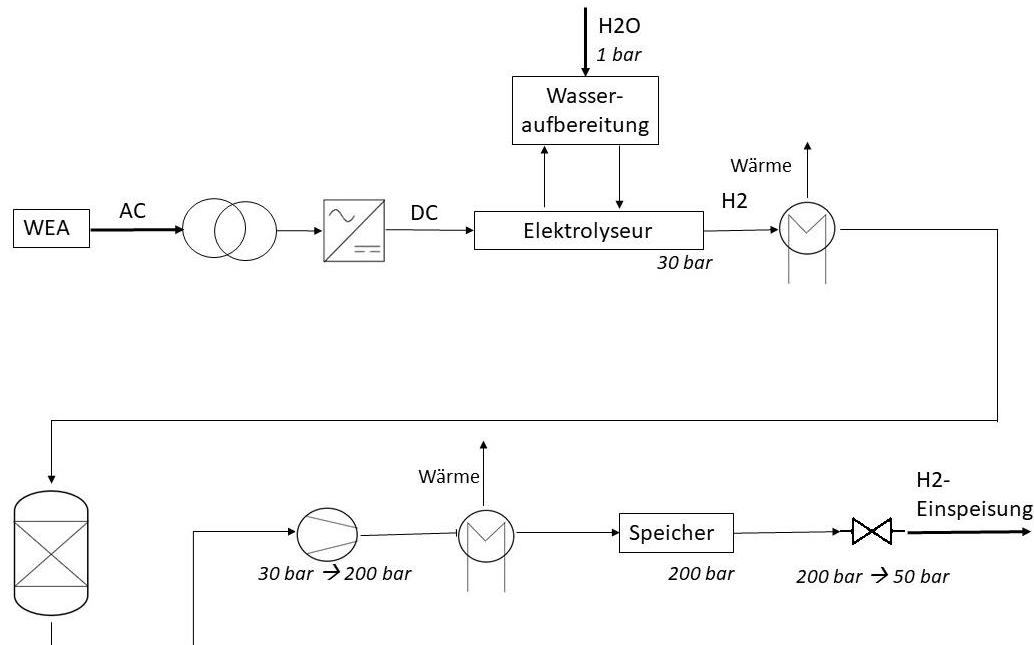 H2O
1 bar
Wasser-
aufbereitung
Wärme
WEA
AC
DC
Elektrolyseur
H2
30 bar
Wärme
H2-
Einspeisung
Speicher
30 bar → 200 bar
200 bar
200 bar → 50 bar